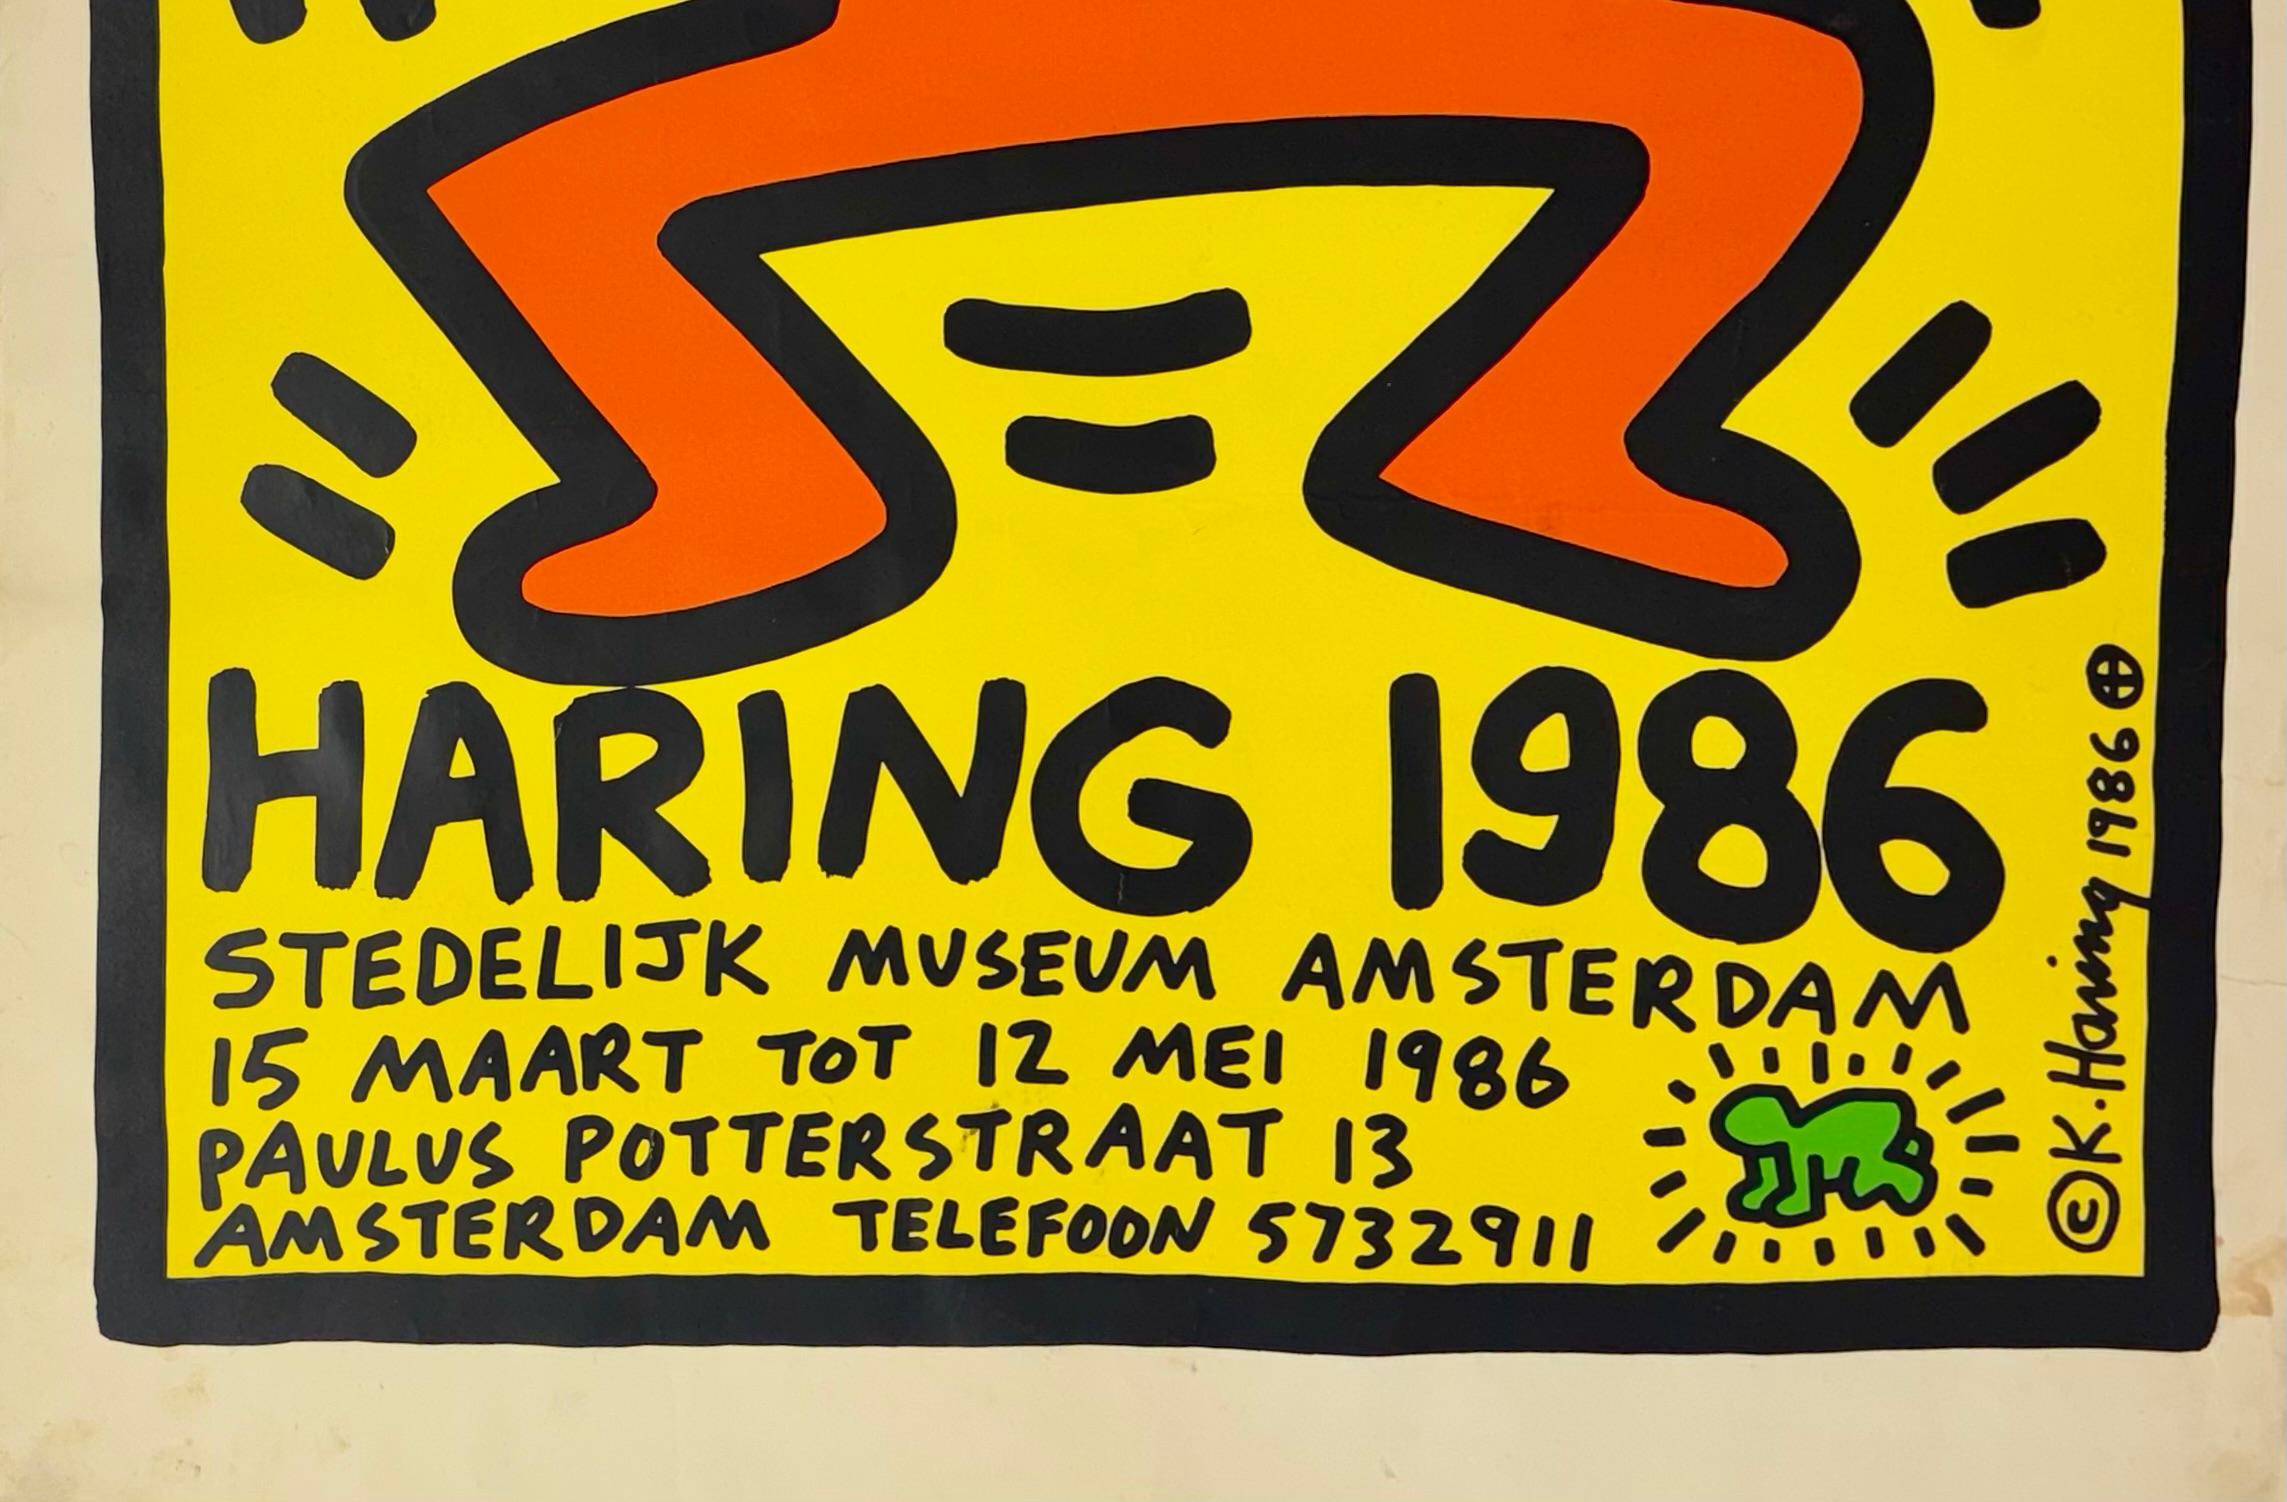 HARING 1986
STEDELIJK MUSEUM AMSTERDAM
15 MAART TOT 12 MEI 1986
PAULUS POTTERSTRAAT 13
AMSTERDAM TELEFOON 5732911
© K. Haring 1986 ⊕